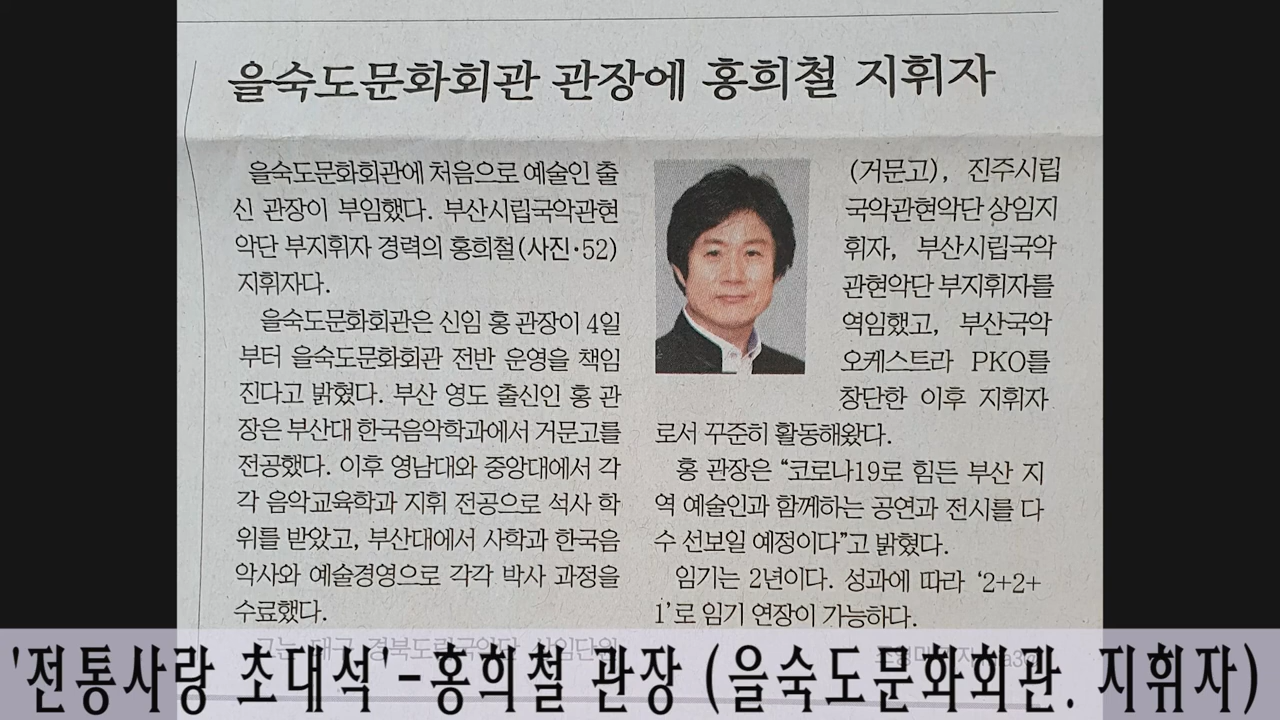 을숙도문화회관 관장에 홍희철 지휘자
을숙도문화회관에 처음으로 예술인 출
신 관장이 부임했다. 부산시립국악관현
악단 부지휘자 경력의 홍희철(사진·52)
지휘자다.
을숙도문화회관은 신임 홍 관장이 4일
부터 을숙도문화회관 전반 운영을 책임
진다고 밝혔다. 부산 영도 출신인 홍 관
장은 부산대 한국음악학과에서 거문고를
전공했다. 이후 영남대와 중앙대에서 각
각 음악교육학과 지휘 전공으로 석사 학
위를 받았고, 부산대에서 사학과 한국음
악사와 예술경영으로 각각 박사 과정을
수료했다.
그는 대구 경북도립국악단 상임단원
(거문고), 진주시립
국악관현악단 상임지
휘자, 부산시립국악
관현악단 부지휘자를
역임했고, 부산국악
오케스트라 PKO를
창단한 이후 지휘자
로서 꾸준히 활동해왔다.
홍 관장은 “코로나19로 힘든 부산 지
역 예술인과 함께하는 공연과 전시를 다
수 선보일 예정이다”고 밝혔다.
임기는 2년이다. 성과에 따라 ‘2+2+
1’로 임기 연장이 가능하다.
'전통사랑 초대석'-홍희철 관장 (을숙도문화회관. 지휘자)